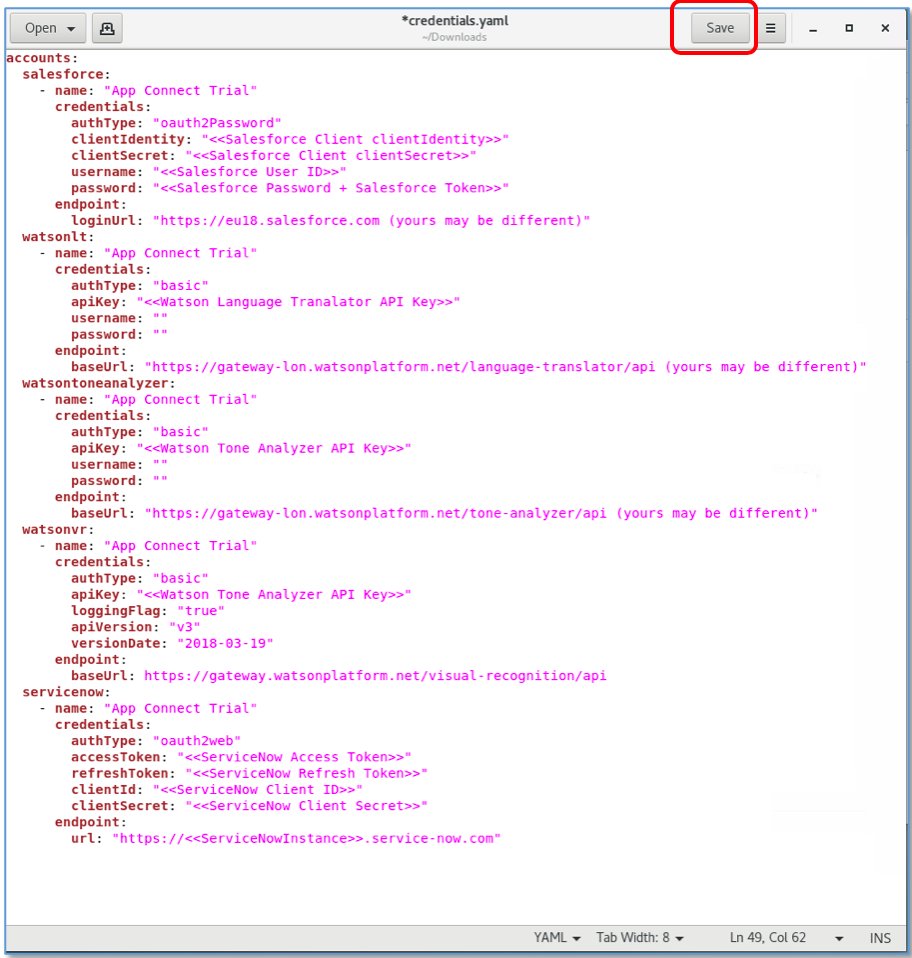 Open
*credentials.yaml
~/Downloads
Save
accounts:
  salesforce:
    - name: "App Connect Trial"
      credentials:
        authType: "oauth2Password"
        clientIdentity: "<<Salesforce Client clientIdentity>>"
        clientSecret: "<<Salesforce Client clientSecret>>"
        username: "<<Salesforce User ID>>"
        password: "<<Salesforce Password + Salesforce Token>>"
      endpoint:
        loginUrl: "https://eu18.salesforce.com (yours may be different)"
  watsonlt:
    - name: "App Connect Trial"
      credentials:
        authType: "basic"
        apiKey: "<<Watson Language Tranalator API Key>>"
        username: ""
        password: ""
      endpoint:
        baseUrl: "https://gateway-lon.watsonplatform.net/language-translator/api (yours may be different)"
  watsontoneanalyzer:
    - name: "App Connect Trial"
      credentials:
        authType: "basic"
        apiKey: "<<Watson Tone Analyzer API Key>>"
        username: ""
        password: ""
      endpoint:
        baseUrl: "https://gateway-lon.watsonplatform.net/tone-analyzer/api (yours may be different)"
  watsonvr:
    - name: "App Connect Trial"
      credentials:
        authType: "basic"
        apiKey: "<<Watson Tone Analyzer API Key>>"
        loggingFlag: "true"
        apiVersion: "v3"
        versionDate: "2018-03-19"
      endpoint:
        baseUrl: https://gateway.watsonplatform.net/visual-recognition/api
  servicenow:
    - name: "App Connect Trial"
      credentials:
        authType: "oauth2web"
        accessToken: "<<ServiceNow Access Token>>"
        refreshToken: "<<ServiceNow Refresh Token>>"
        clientId: "<<ServiceNow Client ID>>"
        clientSecret: "<<ServiceNow Client Secret>>"
      endpoint:
        url: "https://<<ServiceNowInstance>>.service-now.com"
YAML Tab Width: 8 Ln 49, Col 62 INS